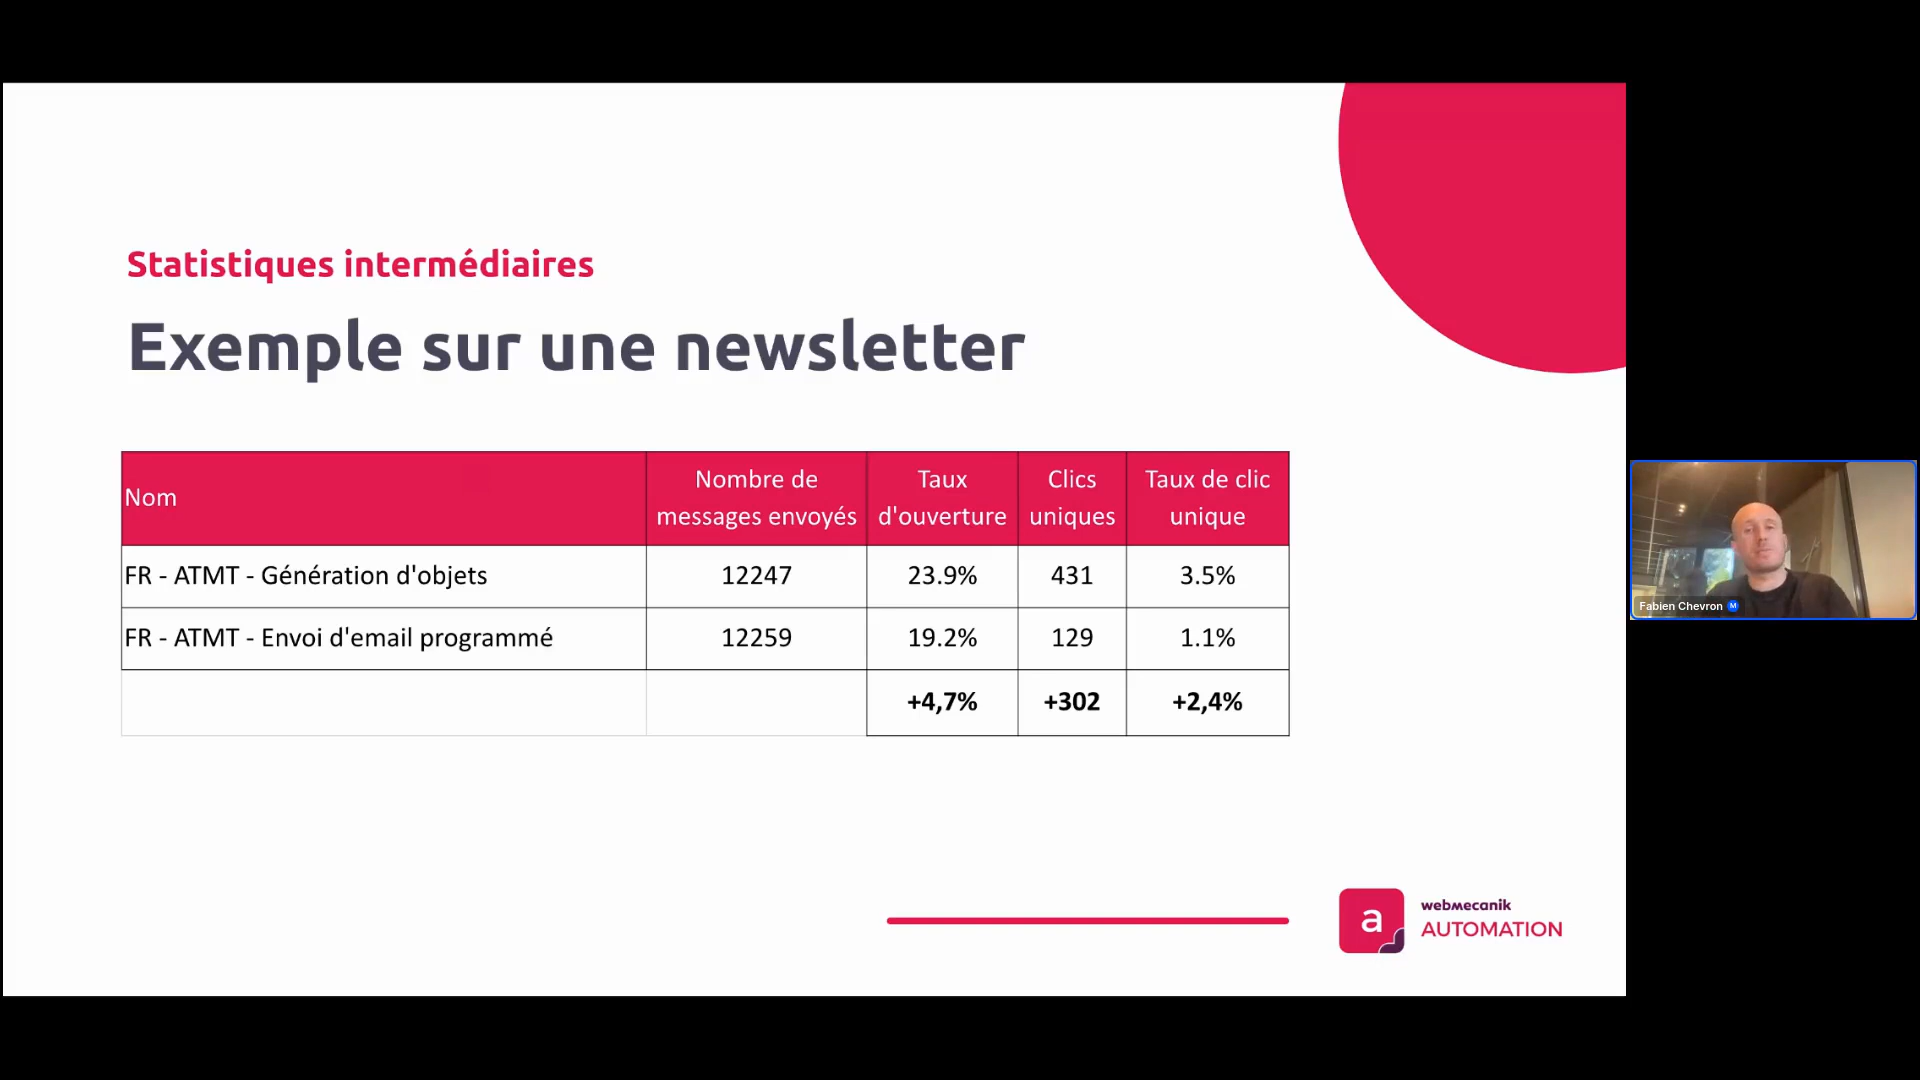 Statistiques intermédiaires
Exemple sur une newsletter
Nom
Nombre de
messages envoyés
Taux
d'ouverture
Clics
uniques
Taux de clic
unique
FR - ATMT - Génération d'objets 12247 23.9% 431 3.5%
FR - ATMT - Envoi d'email programmé 12259 19.2% 129 1.1%
+4,7% +302 +2,4%
a
webmecanik
AUTOMATION
Fabien Chevron M